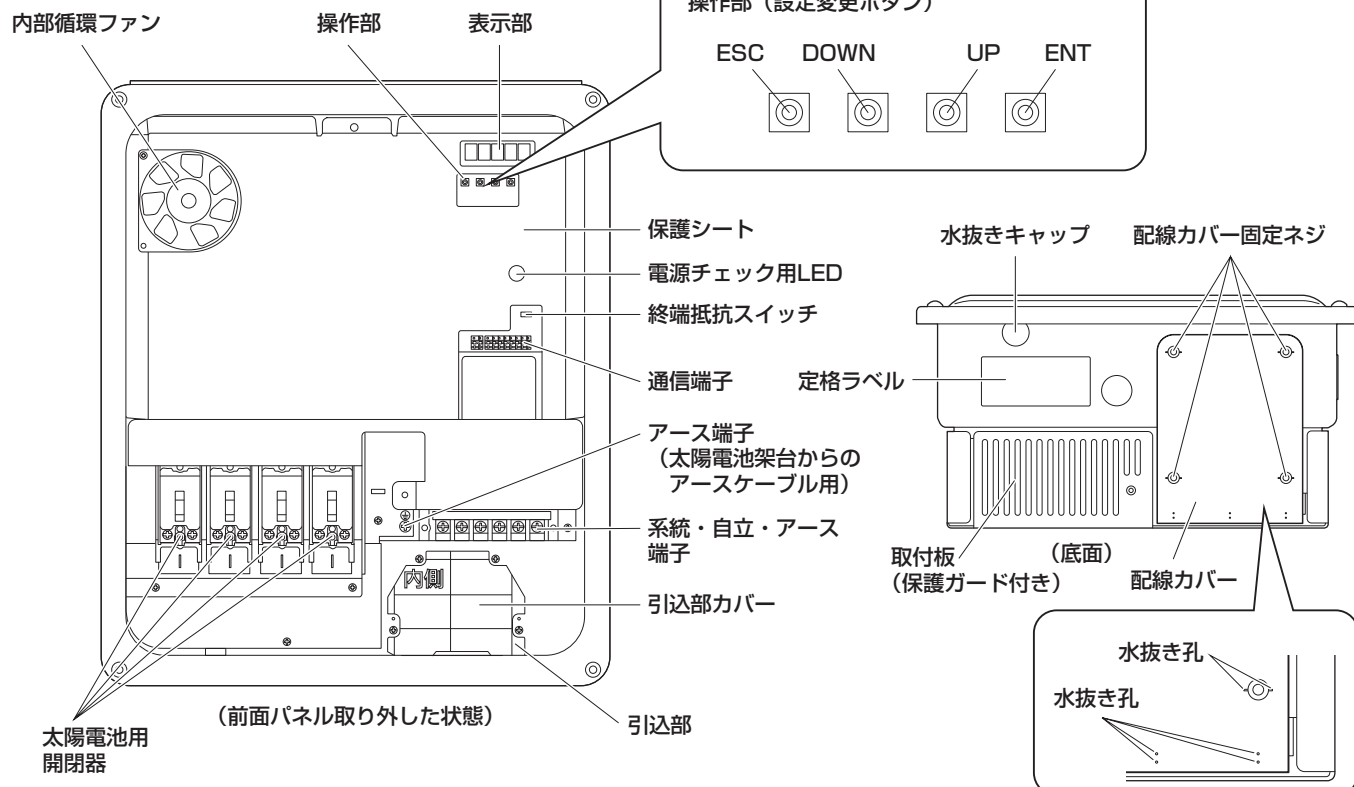 操作部（設定変更ボタン）
ESC DOWN UP ENT
内部循環ファン
操作部
表示部
保護シート
電源チェック用LED
終端抵抗スイッチ
通信端子
アース端子
（太陽電池架台からの
アースケーブル用）
系統・自立・アース
端子
内側
引込部カバー
引込部
（前面パネル取り外した状態）
太陽電池用
開閉器
水抜きキャップ
配線カバー固定ネジ
定格ラベル
取付板
（保護ガード付き）
（底面）
配線カバー
水抜き孔
水抜き孔